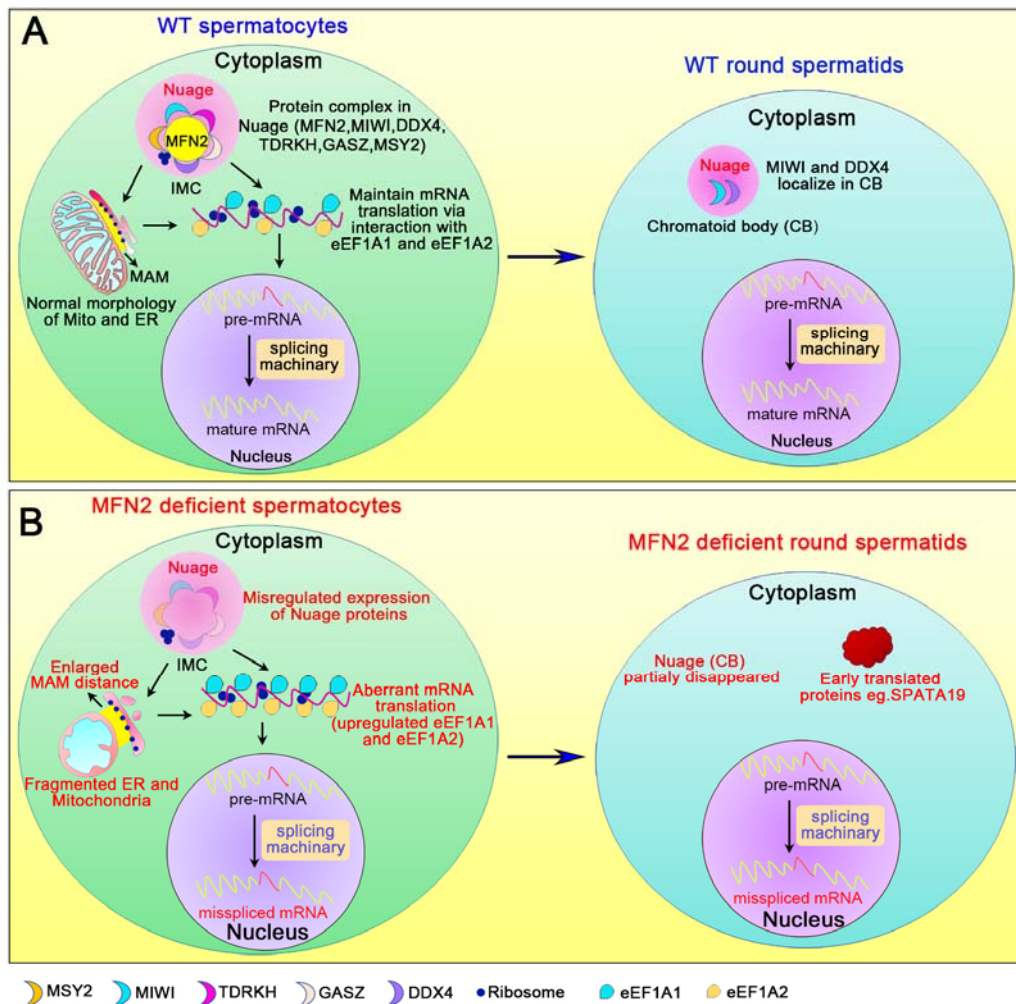 A
WT spermatocytes
Cytoplasm
Nuage
MFN2
IMC
Protein complex in
Nuage (MFN2,MIWI,DDX4,
TDRKH,GASZ,MSY2)
Maintain mRNA
translation via
interaction with
eEF1A1 and eEF1A2
MAM
Normal morphology
of Mito and ER
pre-mRNA
splicing
machinary
mature mRNA
Nucleus
WT round spermatids
Cytoplasm
Nuage
MIWI and DDX4
localize in CB
Chromatoid body (CB)
pre-mRNA
splicing
machinary
mature mRNA
Nucleus
B
MFN2 deficient spermatocytes
Cytoplasm
Nuage
Misregulated expression
of Nuage proteins
IMC
Enlarged
MAM distance
Aberrant mRNA
translation
(upregulated eEF1A1
and eEF1A2)
Fragmented ER and
Mitochondria
pre-mRNA
splicing
machinary
misspliced mRNA
Nucleus
MFN2 deficient round spermatids
Cytoplasm
Nuage (CB)
partialy disappeared
Early translated
proteins eg.SPATA19
pre-mRNA
splicing
machinary
misspliced mRNA
Nucleus
MSY2 MIWI TDRKH GASZ DDX4 Ribosome eEF1A1 eEF1A2